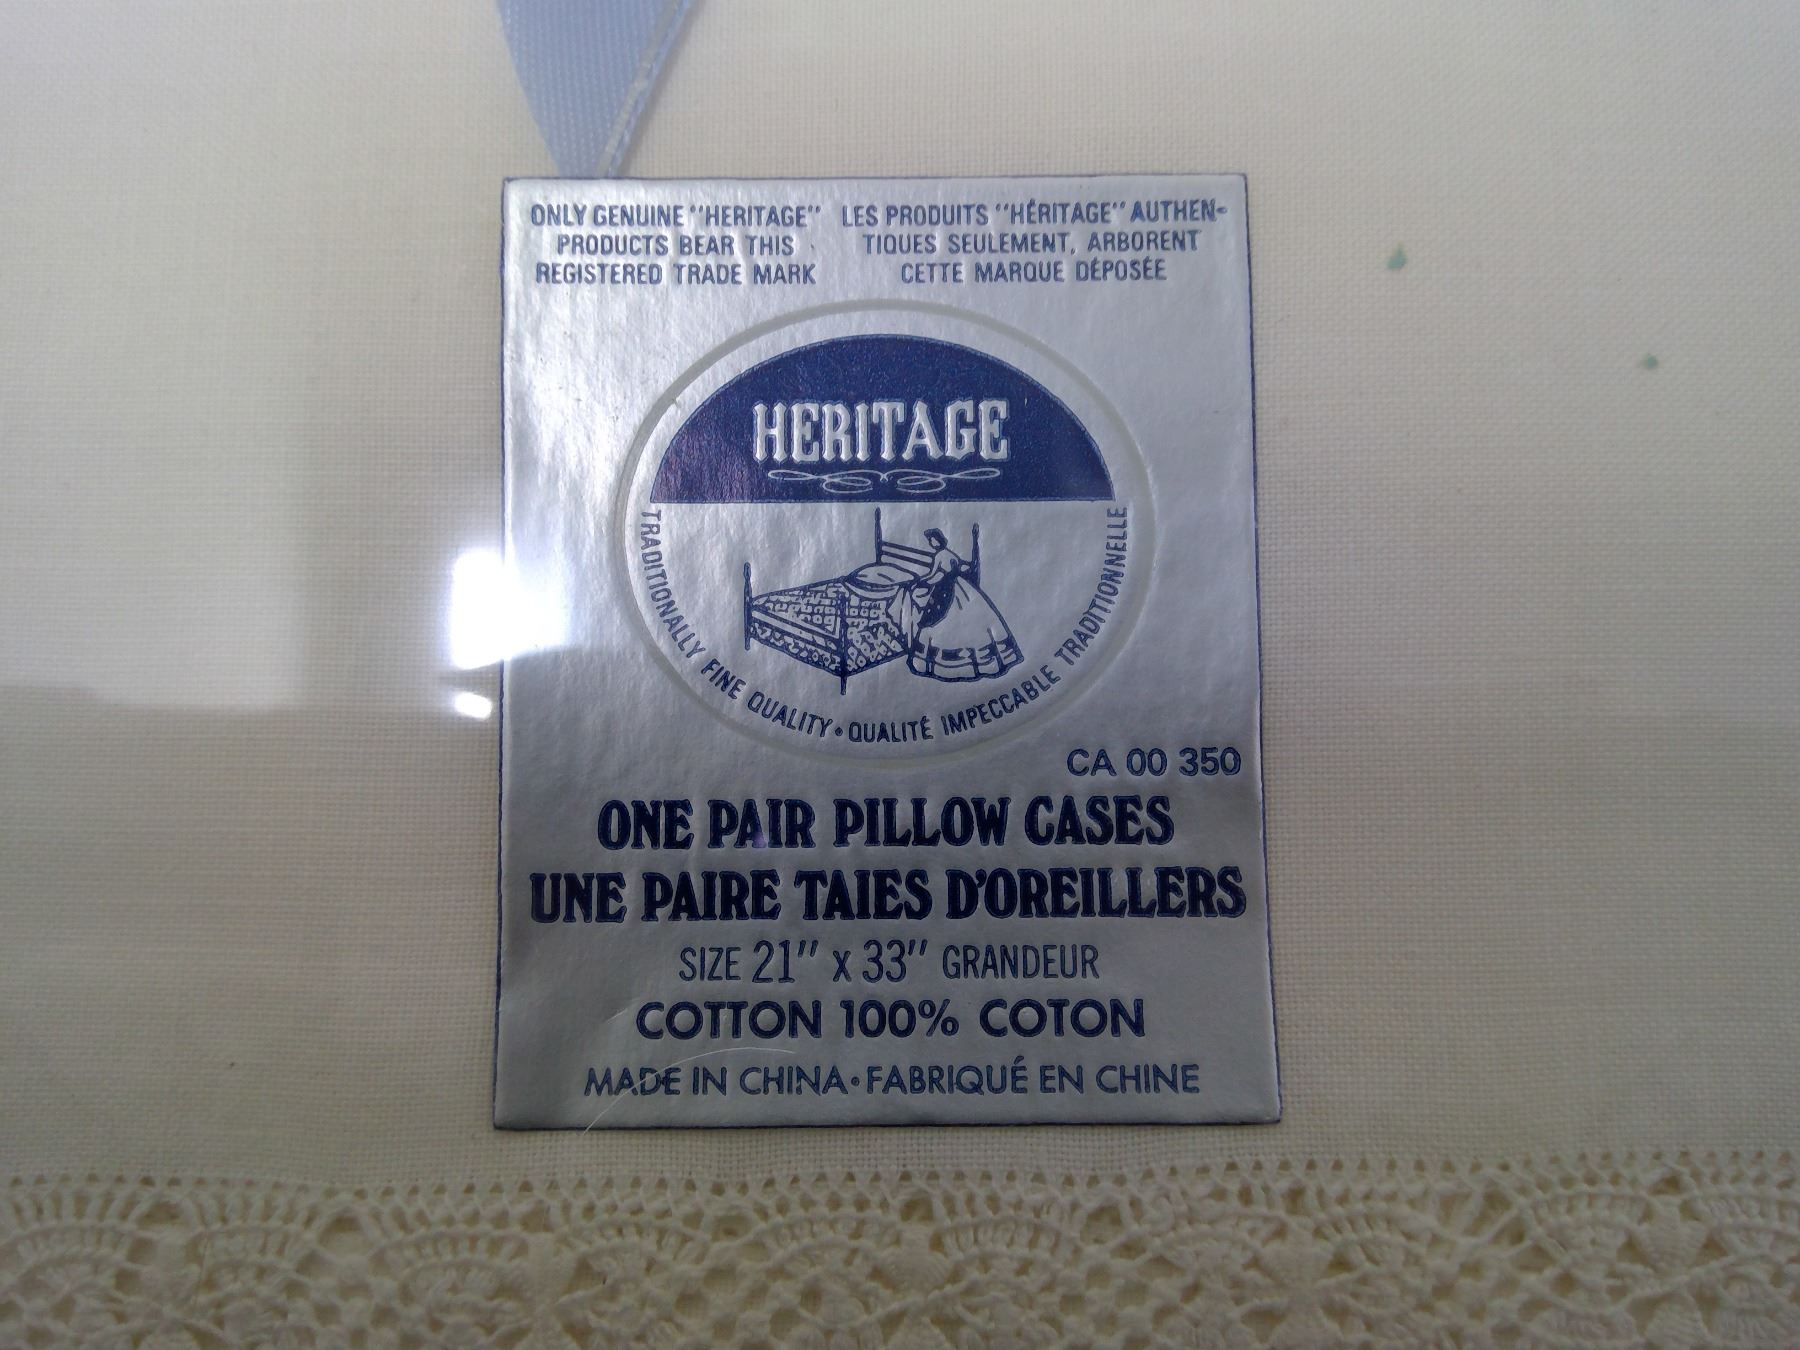 ONLY GENUINE "HERITAGE"
PRODUCTS BEAR THIS
REGISTERED TRADE MARK
LES PRODUITS "HÉRITAGE" AUTHEN-
TIQUES SEULEMENT, ARBORENT
CETTE MARQUE DÉPOSÉE
HERITAGE
TRADITIONALLY FINE QUALITY • QUALITÉ IMPECCABLE TRADITIONNELLE
CA 00 350
ONE PAIR PILLOW CASES
UNE PAIRE TAIES D'OREILLERS
SIZE 21" x 33" GRANDEUR
COTTON 100% COTON
MADE IN CHINA • FABRIQUÉ EN CHINE